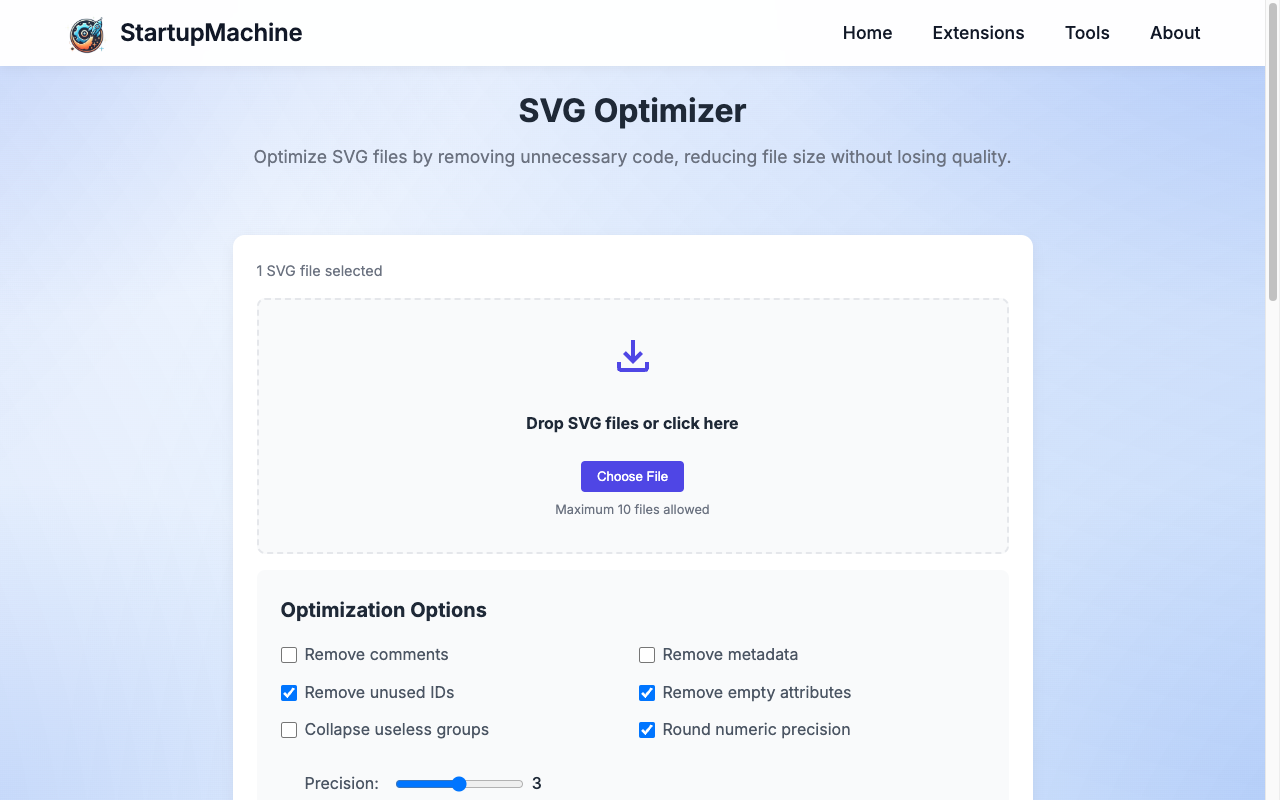 StartupMachine
Home Extensions Tools About
SVG Optimizer
Optimize SVG files by removing unnecessary code, reducing file size without losing quality.
1 SVG file selected
Drop SVG files or click here
Choose File
Maximum 10 files allowed
Optimization Options
Remove comments
Remove metadata
Remove unused IDs
Remove empty attributes
Collapse useless groups
Round numeric precision
Precision: 3